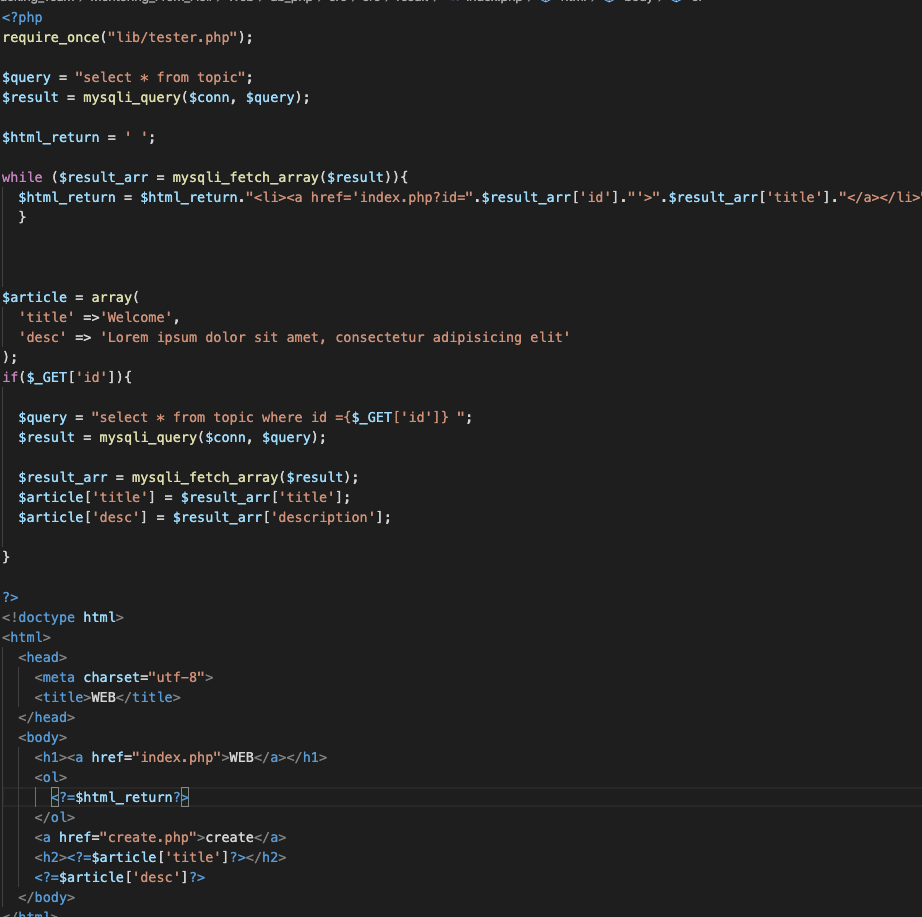 <?php
require_once("lib/tester.php");
$query = "select * from topic";
$result = mysqli_query($conn, $query);
$html_return = ' ';
while ($result_arr = mysqli_fetch_array($result)){
$html_return = $html_return."<li><a href='index.php?id=".$result_arr['id']."'>".$result_arr['title']."</a></li>
}
$article = array(
'title' =>'Welcome',
'desc' => 'Lorem ipsum dolor sit amet, consectetur adipisicing elit'
);
if($_GET['id']){
$query = "select * from topic where id ={$_GET['id']} ";
$result = mysqli_query($conn, $query);
$result_arr = mysqli_fetch_array($result);
$article['title'] = $result_arr['title'];
$article['desc'] = $result_arr['description'];
}
?>
<!doctype html>
<html>
<head>
<meta charset="utf-8">
<title>WEB</title>
</head>
<body>
<h1><a href="index.php">WEB</a></h1>
<ol>
<?=$html_return?>
</ol>
<a href="create.php">create</a>
<h2><?=$article['title']?></h2>
<?=$article['desc']?>
</body>
</html>